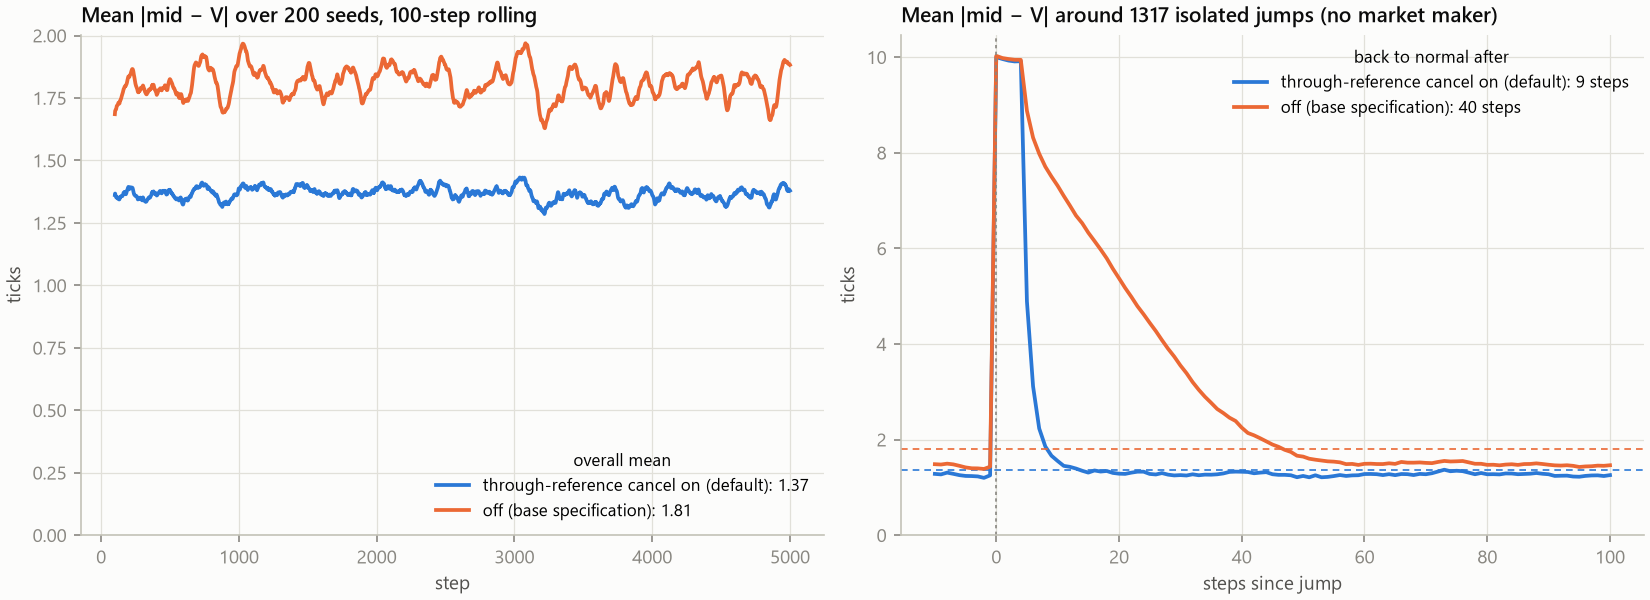 Mean |mid − V| over 200 seeds, 100-step rolling
2.00
1.75
1.50
1.25
1.00
0.75
0.50
0.25
0.00
ticks
overall mean
through-reference cancel on (default): 1.37
off (base specification): 1.81
0
1000
2000
3000
4000
5000
step
Mean |mid − V| around 1317 isolated jumps (no market maker)
10
8
6
4
2
0
ticks
back to normal after
through-reference cancel on (default): 9 steps
off (base specification): 40 steps
0
20
40
60
80
100
steps since jump